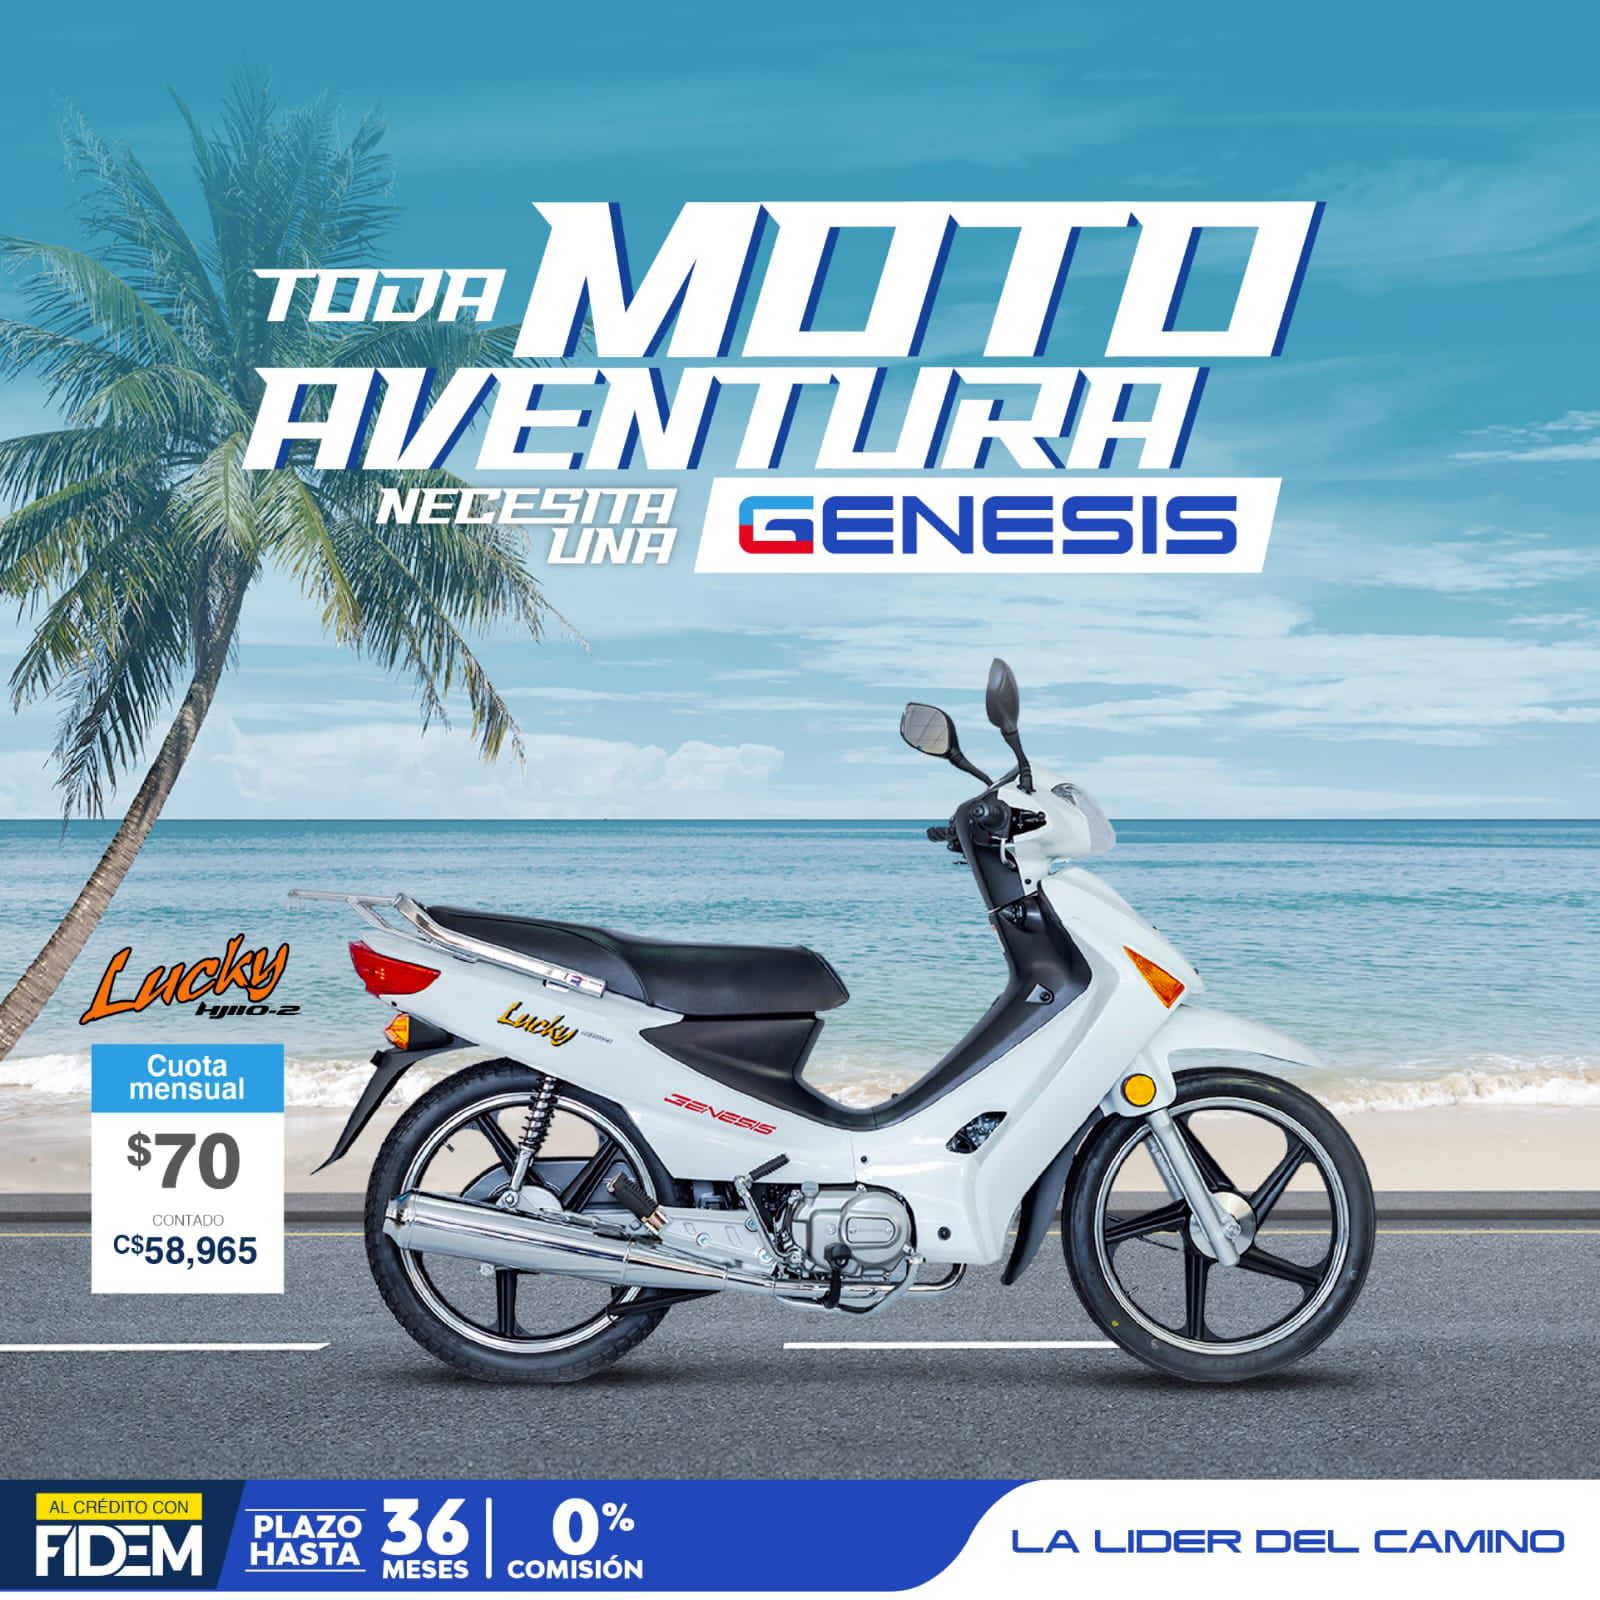 TODA MOTO
AVENTURA
NECESITA
UNA
GENESIS
Lucky
HJ110-2
Cuota
mensual
$70
CONTADO
C$58,965
Lucky
GENESIS
AL CRÉDITO CON
FIDEM
PLAZO
HASTA
36
MESES
0%
COMISIÓN
LA LIDER DEL CAMINO